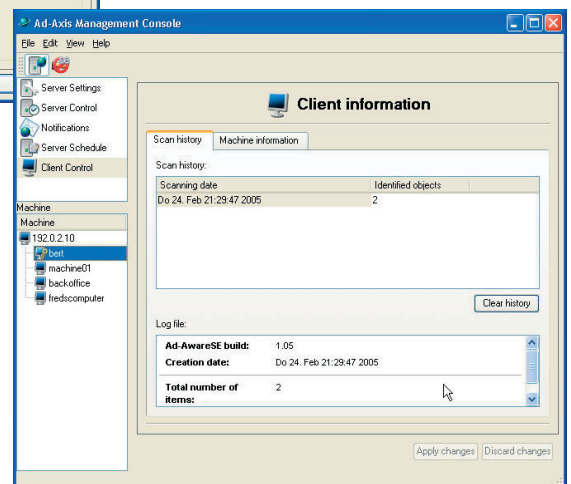 Ad-Axis Management Console
File Edit View Help
Server Settings
Server Control
Notifications
Server Schedule
Client Control
Machine
Machine
192.0.2.10
bert
machine01
backoffice
fredscomputer
Client information
Scan history Machine information
Scan history:
Scanning date Identified objects
Do 24. Feb 21:29:47 2005 2
Clear history
Log file:
Ad-AwareSE build: 1.05
Creation date: Do 24. Feb 21:29:47 2005
Total number of items: 2
Apply changes Discard changes